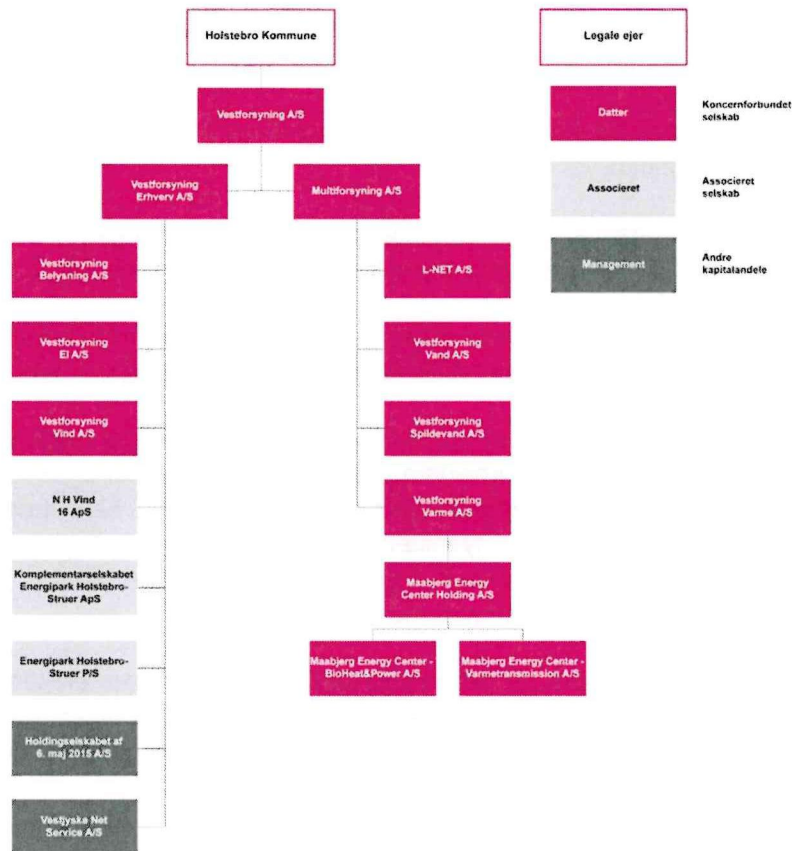 Holstebro Kommune
Legale ejer
Vestforsyning A/S
Datter
Koncernforbundet
selskab
Vestforsyning
Erhverv A/S
Multiforsyning A/S
Associeret
Associeret
selskab
Vestforsyning
Belysning A/S
L-NET A/S
Management
Andre
kapitalandele
Vestforsyning
El A/S
Vestforsyning
Vand A/S
Vestforsyning
Vind A/S
Vestforsyning
Spildevand A/S
N H Vind
16 ApS
Vestforsyning
Varme A/S
Komplementarselskabet
Energipark Holstebro-
Struer ApS
Maabjerg Energy
Center Holding A/S
Energipark Holstebro-
Struer P/S
Maabjerg Energy Center -
BioHeat&Power A/S
Maabjerg Energy Center -
Varmetransmission A/S
Holdingselskabet af
6. maj 2015 A/S
Vestjyske Net
Service A/S